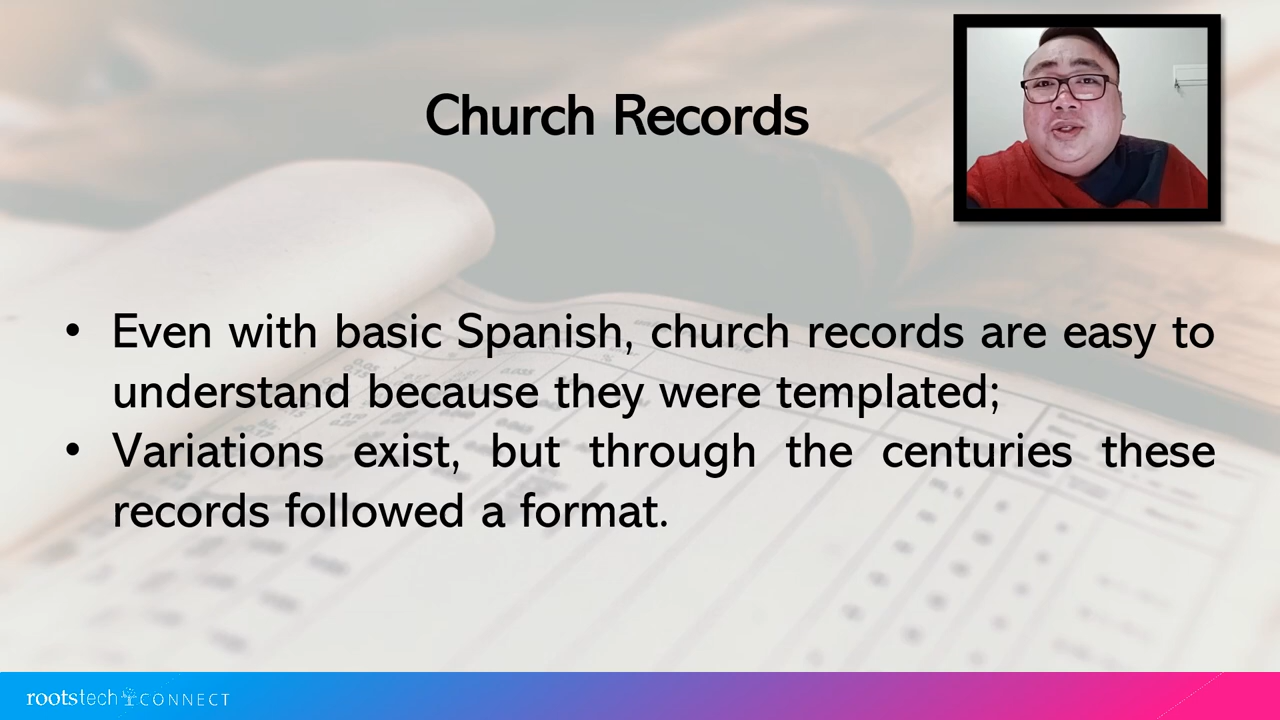 Church Records
• Even with basic Spanish, church records are easy to
understand because they were templated;
• Variations exist, but through the centuries these
records followed a format.
rootstech CONNECT